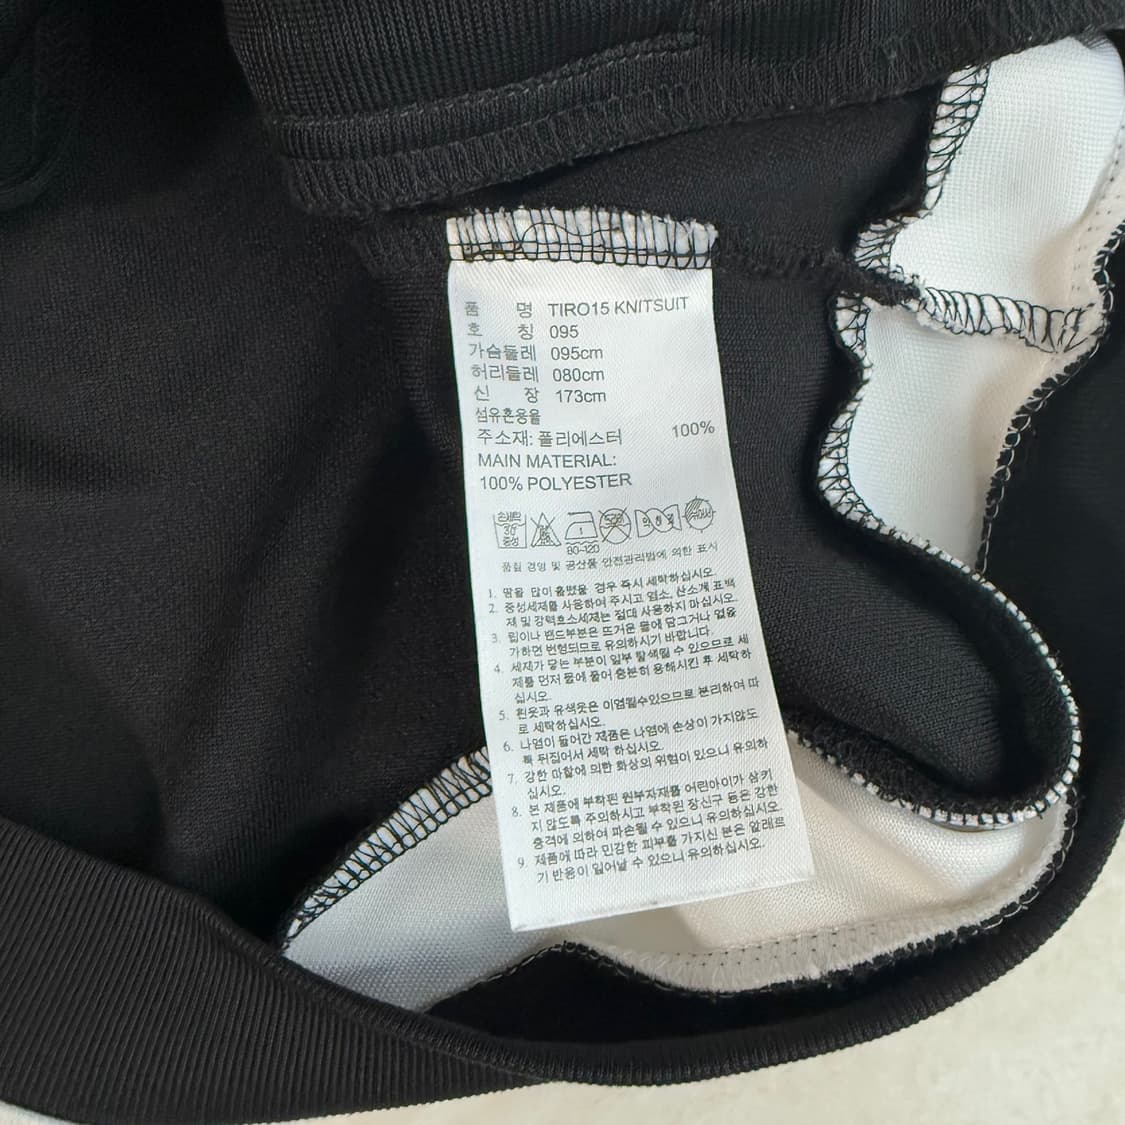 품 명 TIRO15 KNITSUIT
호 칭 095
가슴둘레 095cm
허리둘레 080cm
신 장 173cm
섬유혼용율
주소재: 폴리에스터 100%
MAIN MATERIAL:
100% POLYESTER
손세탁 30° 중성
80-120
품질 경영 및 공산품 안전관리법에 의한 표시
1. 땀을 많이 흘렸을 경우 즉시 세탁하십시오.
2. 중성세제를 사용하여 주시고 염소, 산소계 표백
제 및 강력효소세제는 절대 사용하지 마십시오.
3. 립이나 밴드부분은 뜨거운 물에 담그거나 열을
가하면 변형되므로 유의하시기 바랍니다.
4. 세제가 닿는 부분이 일부 탈색될 수 있으므로 세
제를 먼저 물에 풀어 충분히 용해시킨 후 세탁하
십시오.
5. 흰옷과 유색옷은 이염될수있으므로 분리하여 따
로 세탁하십시오.
6. 나염이 들어간 제품은 나염에 손상이 가지않도
록 뒤집어서 세탁 하십시오.
7. 강한 마찰에 의한 화상의 위험이 있으니 유의하
십시오.
8. 본 제품에 부착된 원부자재를 어린아이가 삼키
지 않도록 주의하시고 부착된 장신구 등은 강한
충격에 의하여 파손될 수 있으니 유의하십시오.
9. 제품에 따라 민감한 피부를 가지신 분은 알레르
기 반응이 일어날 수 있으니 유의하십시오.